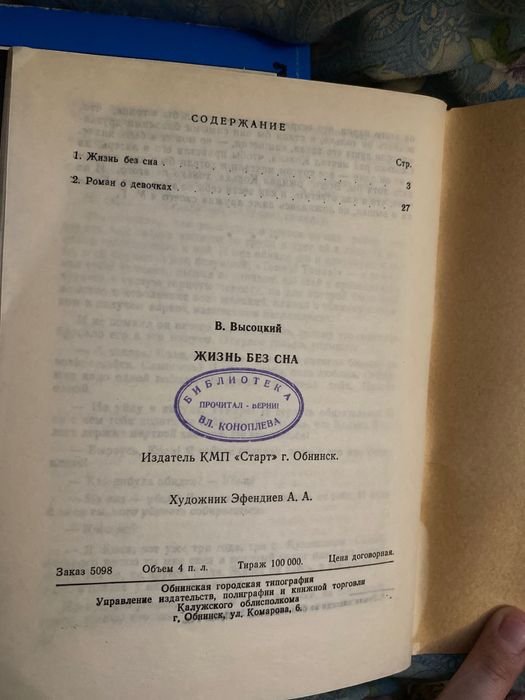 СОДЕРЖАНИЕ
Стр.
1. Жизнь без сна . . . . . . . . . . 3
2. Роман о девочках . . . . . . . . . . 27
В. Высоцкий
ЖИЗНЬ БЕЗ СНА
БИБЛИОТЕКА
ПРОЧИТАЛ - ВЕРНИ!
ВЛ. КОНОПЛЕВА
Издатель КМП «Старт» г. Обнинск.
Художник Эфендиев А. А.
Заказ 5098 Объем 4 п. л. Тираж 100 000. Цена договорная.
Обнинская городская типография
Управление издательств, полиграфии и книжной торговли
Калужского облисполкома
г, Обнинск, ул. Комарова, 6.